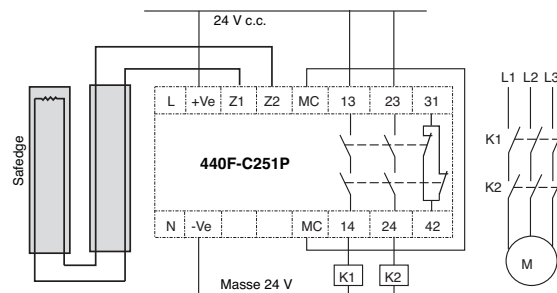 24 V c.c.
L1 L2 L3
L +Ve Z1 Z2 MC 13 23 31
Safedge
440F-C251P
K1
K2
N -Ve MC 14 24 42
K1 K2
M
Masse 24 V